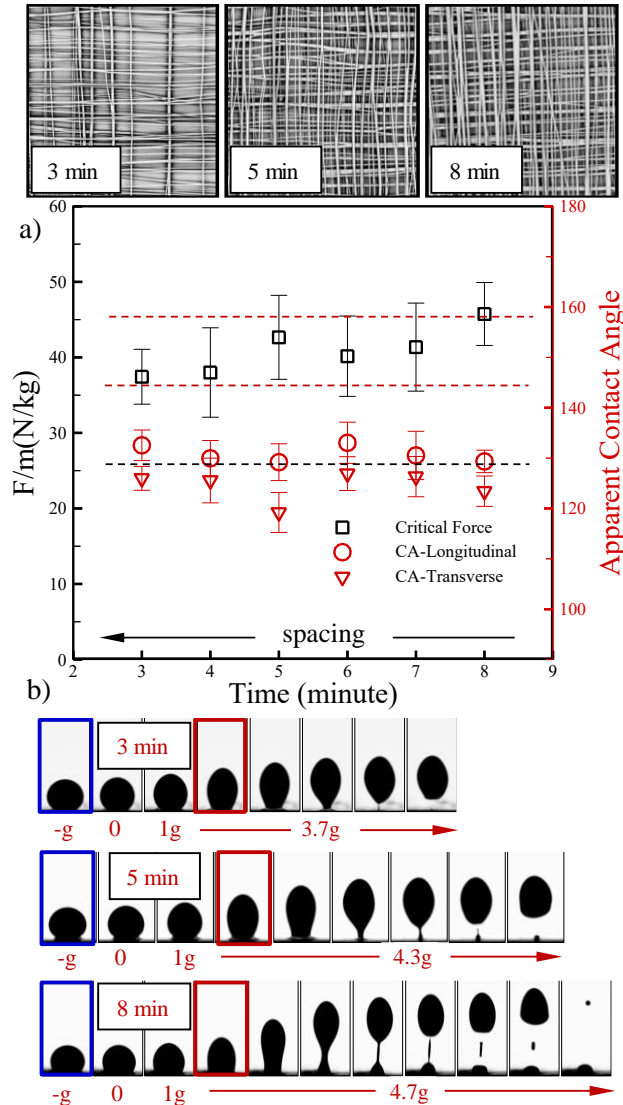 3 min 5 min 8 min
a)
60 50 40 30 20 10 0
F/m(N/kg)
180 160 140 120 100
Apparent Contact Angle
Critical Force
CA-Longitudinal
CA-Transverse
spacing
2 3 4 5 6 7 8 9
Time (minute)
b)
3 min
-g 0 1g 3.7g
5 min
-g 0 1g 4.3g
8 min
-g 0 1g 4.7g